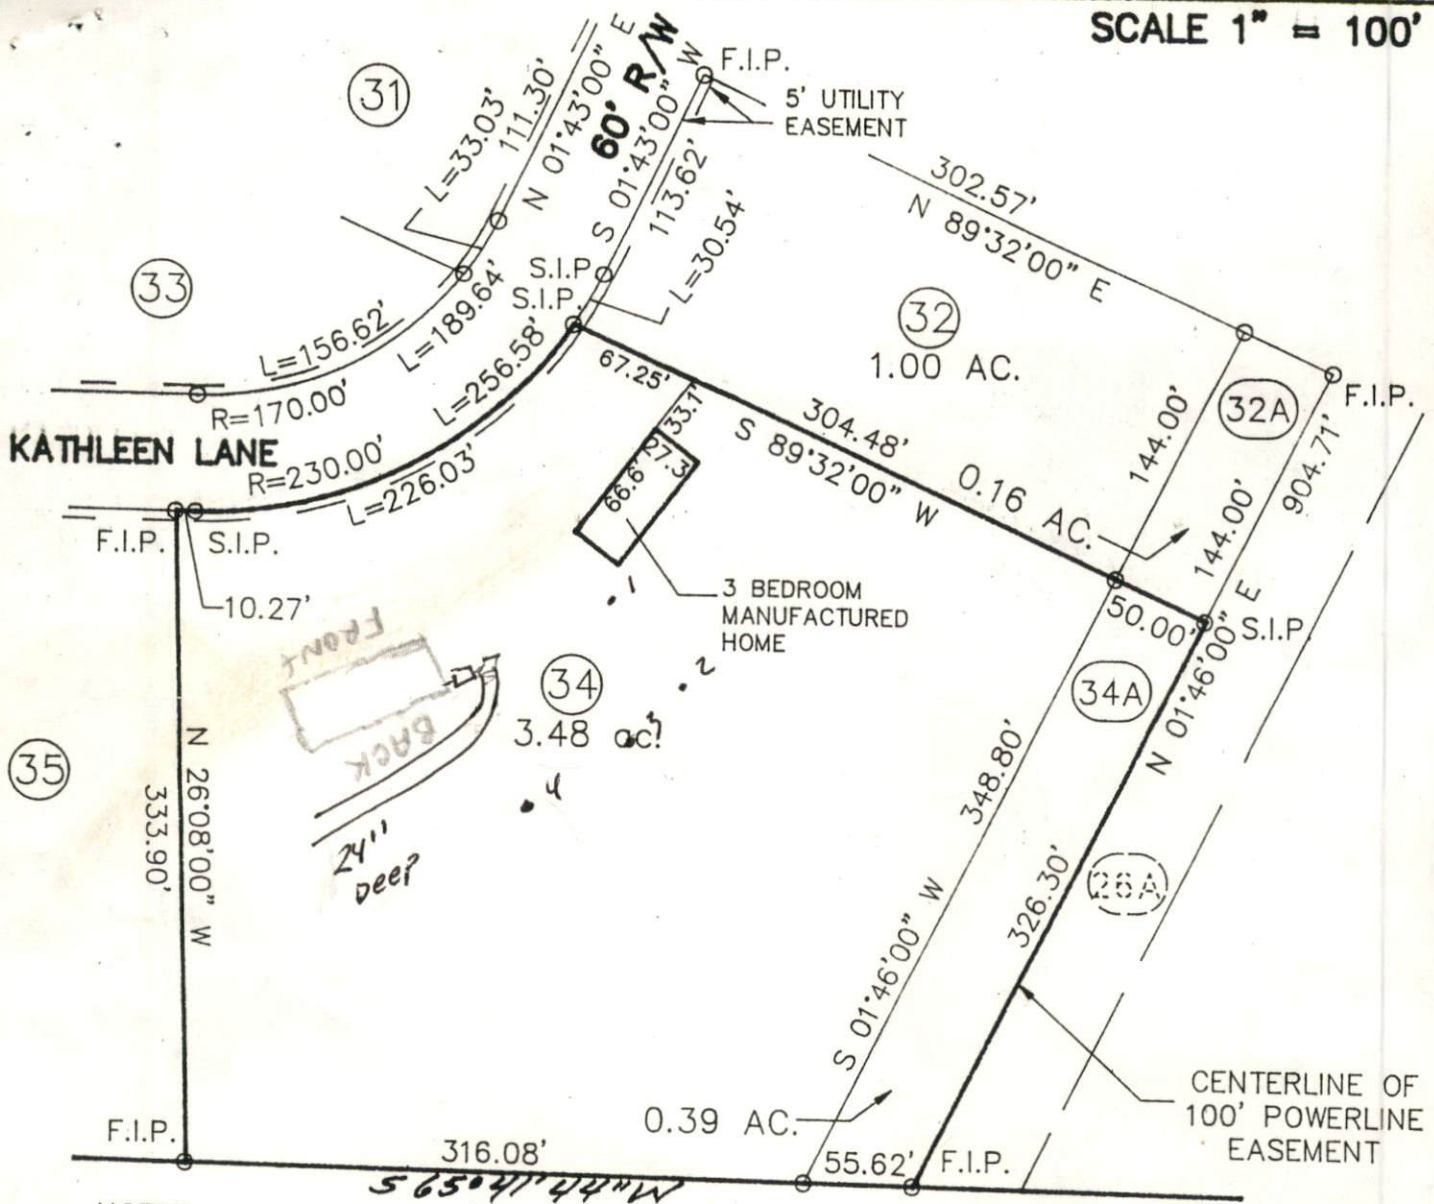 SCALE 1" = 100'
31
L=33.03'
111.30'
N 01°43'00" E
60' R/W
S 01°43'00" W
F.I.P.
5' UTILITY
EASEMENT
113.62'
L=30.54'
302.57'
N 89°32'00" E
33
S.I.P.
S.I.P.
L=156.62'
L=189.64'
R=170.00'
L=256.58'
67.25'
33.1'
32
1.00 AC.
304.48'
S 89°32'00" W
144.00'
32A
F.I.P.
904.71'
KATHLEEN LANE
R=230.00'
L=226.03'
66.6'
27.3'
0.16 AC.
144.00'
F.I.P.
S.I.P.
10.27'
1
3 BEDROOM
MANUFACTURED
HOME
50.00'
S.I.P.
FRONT
2
34
3.48 ac
34A
N 01°46'00" E
BACK
35
N 26°08'00" W
333.90'
4
24"
Deep
348.80'
326.30'
26A
S 01°46'00" W
CENTERLINE OF
100' POWERLINE
EASEMENT
0.39 AC.
F.I.P.
316.08'
55.62'
F.I.P.
S 65°41'44" W